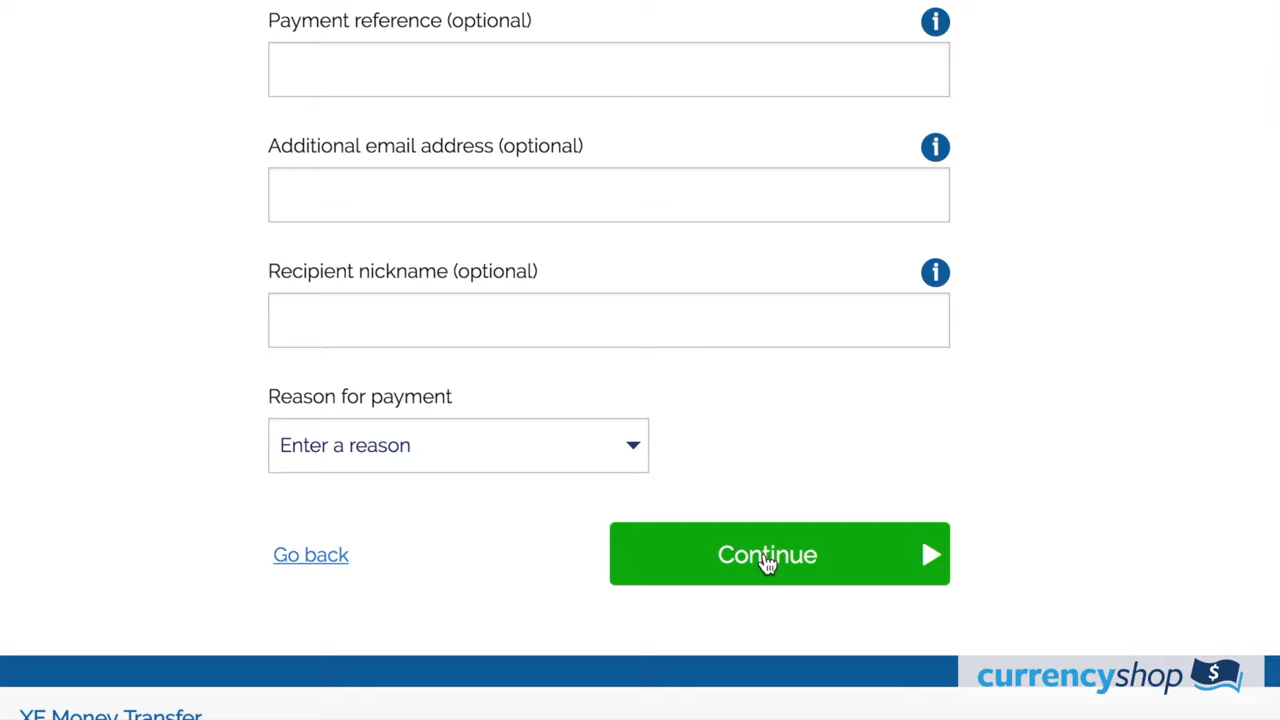 Payment reference (optional)
Additional email address (optional)
Recipient nickname (optional)
Reason for payment
Enter a reason
Go back
Continue
currencyshop
$
XE Money Transfer